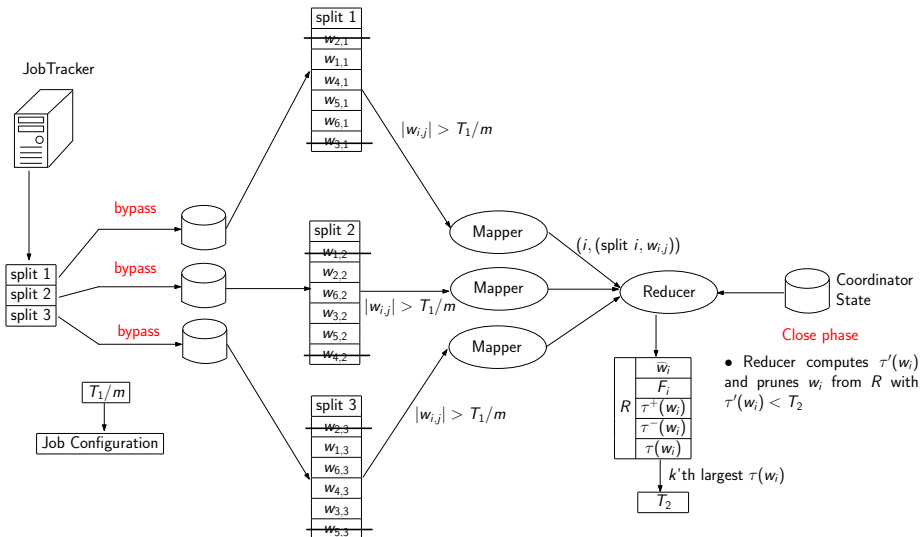 JobTracker
split 1
split 2
split 3
bypass
bypass
bypass
T₁/m
Job Configuration
split 1
w₂,₁
w₁,₁
w₄,₁
w₅,₁
w₆,₁
w₃,₁
split 2
w₁,₂
w₂,₂
w₆,₂
w₃,₂
w₅,₂
w₄,₂
split 3
w₂,₃
w₁,₃
w₆,₃
w₄,₃
w₃,₃
w₅,₃
|wᵢ,ⱼ| > T₁/m
|wᵢ,ⱼ| > T₁/m
|wᵢ,ⱼ| > T₁/m
Mapper
Mapper
Mapper
(i, (split i, wᵢ,ⱼ))
Reducer
Coordinator
State
Close phase
• Reducer computes τ′(wᵢ)
and prunes wᵢ from R with
τ′(wᵢ) < T₂
R
ŵᵢ
Fᵢ
τ⁺(wᵢ)
τ⁻(wᵢ)
τ(wᵢ)
k'th largest τ(wᵢ)
T₂